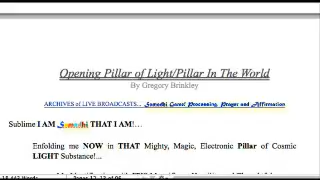 Opening Pillar of Light/Pillar In The World
By Gregory Brinkley
ARCHIVES of LIVE BROADCASTS... Samadhi Causal Processing, Prayer and Affirmation
Sublime I AM Samadhi THAT I AM!…
Enfolding me NOW in THAT Mighty, Magic, Electronic Pillar of Cosmic
LIGHT Substance!...